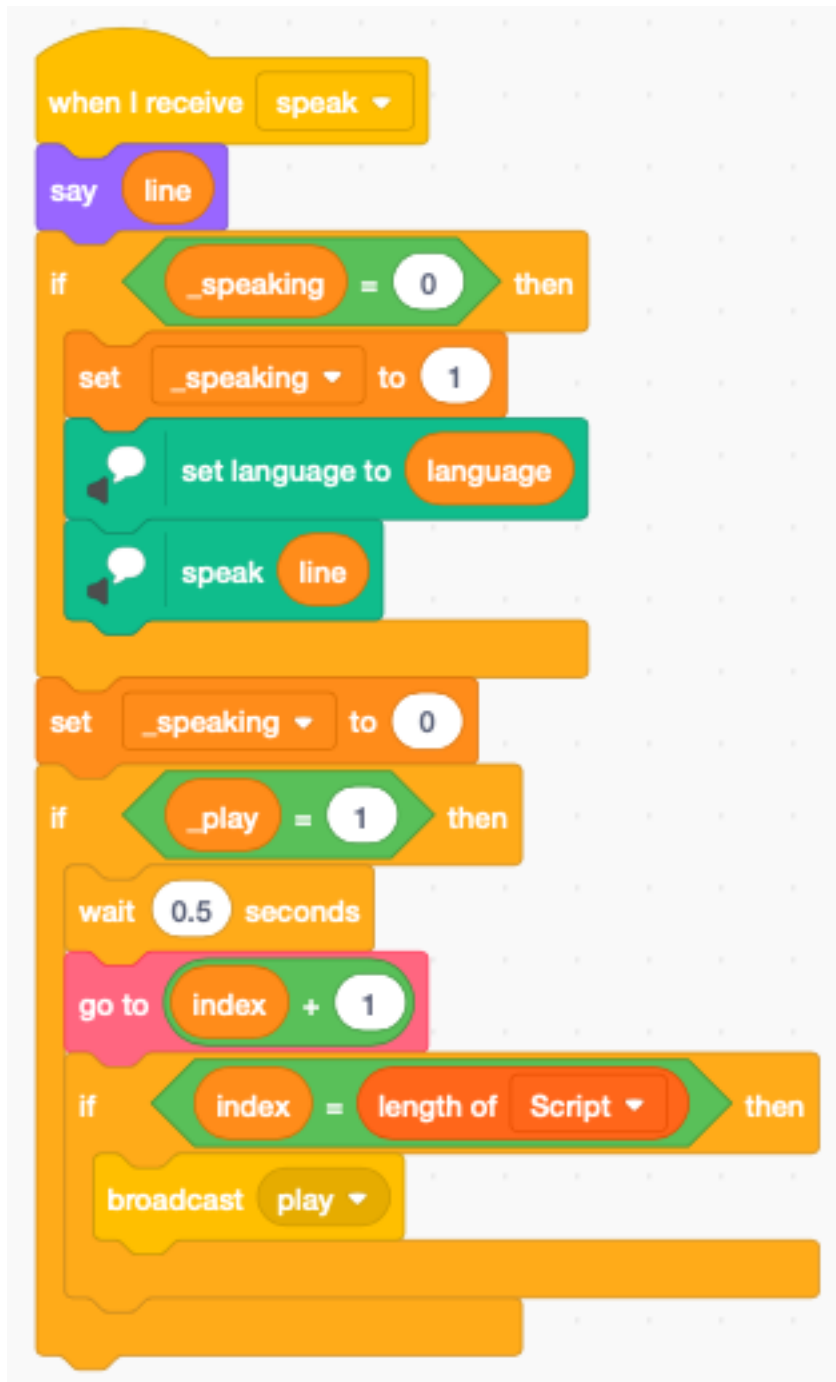 when I receive speak
say line
if _speaking = 0 then
set _speaking to 1
set language to language
speak line
set _speaking to 0
if _play = 1 then
wait 0.5 seconds
go to index + 1
if index = length of Script then
broadcast play